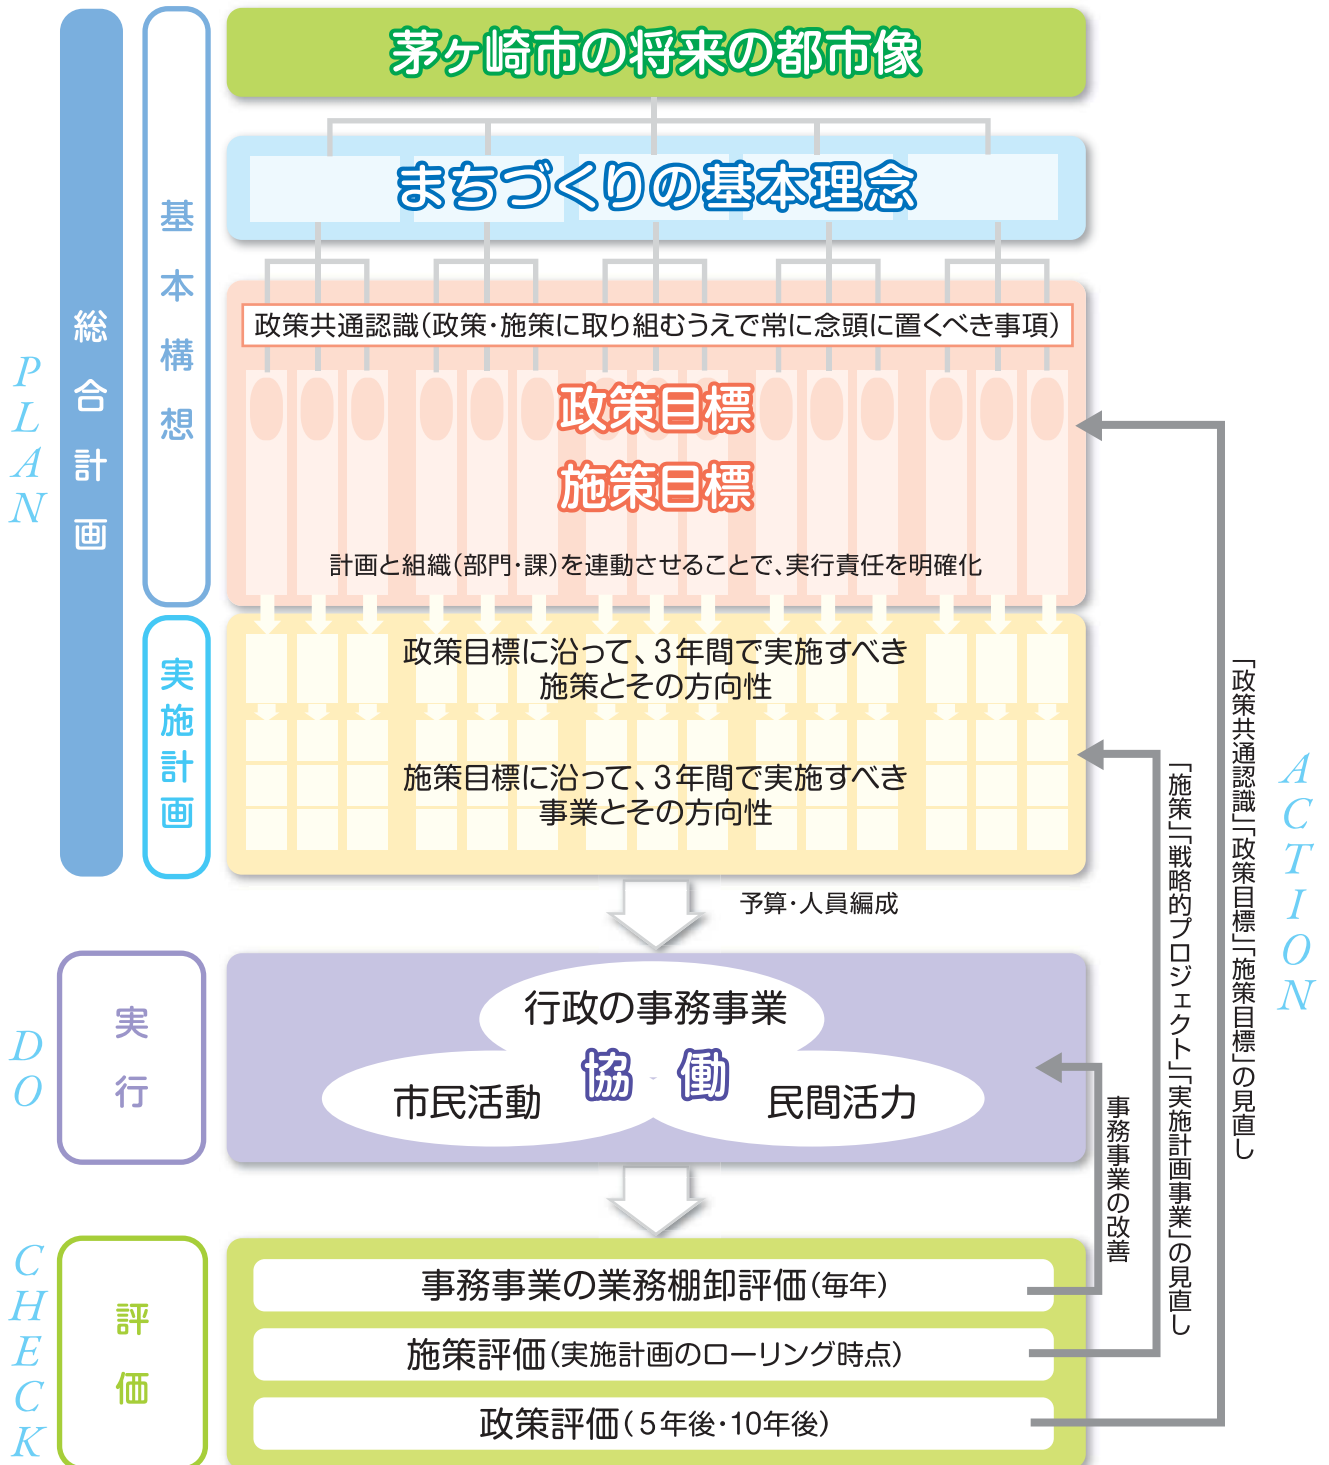 茅ヶ崎市の将来の都市像
まちづくりの基本理念
基本構想
総合計画
PLAN
政策共通認識(政策・施策に取り組むうえで常に念頭に置くべき事項)
政策目標
施策目標
計画と組織(部門・課)を連動させることで、実行責任を明確化
実施計画
政策目標に沿って、3年間で実施すべき
施策とその方向性
施策目標に沿って、3年間で実施すべき
事業とその方向性
予算・人員編成
DO
実行
行政の事務事業
協働
市民活動
民間活力
CHECK
評価
事務事業の業務棚卸評価(毎年)
施策評価(実施計画のローリング時点)
政策評価(5年後・10年後)
事務事業の改善
「施策」「戦略的プロジェクト」「実施計画事業」の見直し
「政策共通認識」「政策目標」「施策目標」の見直し
ACTION